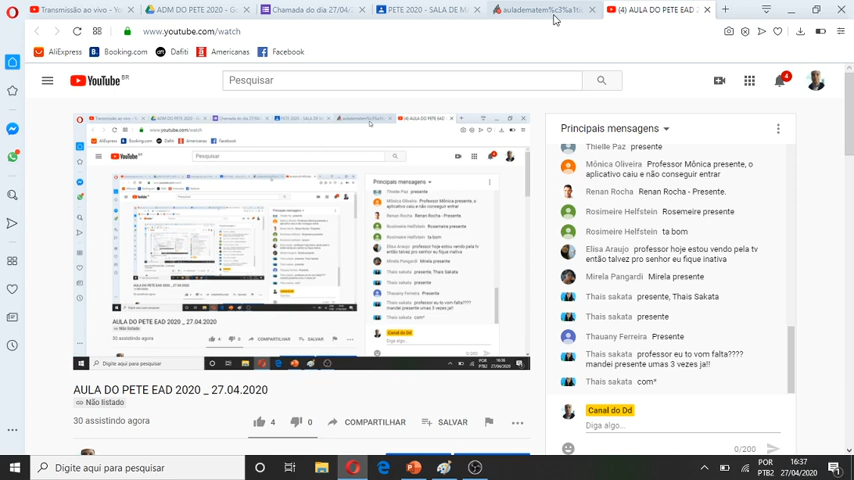 Transmissão ao vivo
ADM DO PETE 2020 - G
Chamada do dia 27/04/
PETE 2020 - SALA DE M
auladematem%c3%a1ti
(4) AULA DO PETE EAD 2
www.youtube.com/watch
AliExpress
Booking.com
Dafiti
Americanas
Facebook
YouTube BR
Pesquisar
4
Principais mensagens
Thielle Paz presente
Mônica Oliveira Professor Mônica presente, o
aplicativo caiu e não conseguir entrar
Renan Rocha Renan Rocha - Presente.
Rosimeire Helfstein Rosemeire presente
Rosimeire Helfstein ta bom
Elisa Araujo professor hoje estou vendo pela tv
então talvez pro senhor eu fique inativa
Mirela Pangardi Mirela presente
Thais sakata presente, Thais Sakata
Thais sakata presente
Thauany Ferreira Presente
Thais sakata professor eu to vom falta????
mandei presente umas 3 vezes ja!!
Thais sakata com*
Canal do Dd
Diga algo...
0/200
AULA DO PETE EAD 2020 _ 27.04.2020
Não listado
30 assistindo agora
4
0
COMPARTILHAR
SALVAR
Digite aqui para pesquisar
POR
PTB2
16:37
27/04/2020
1